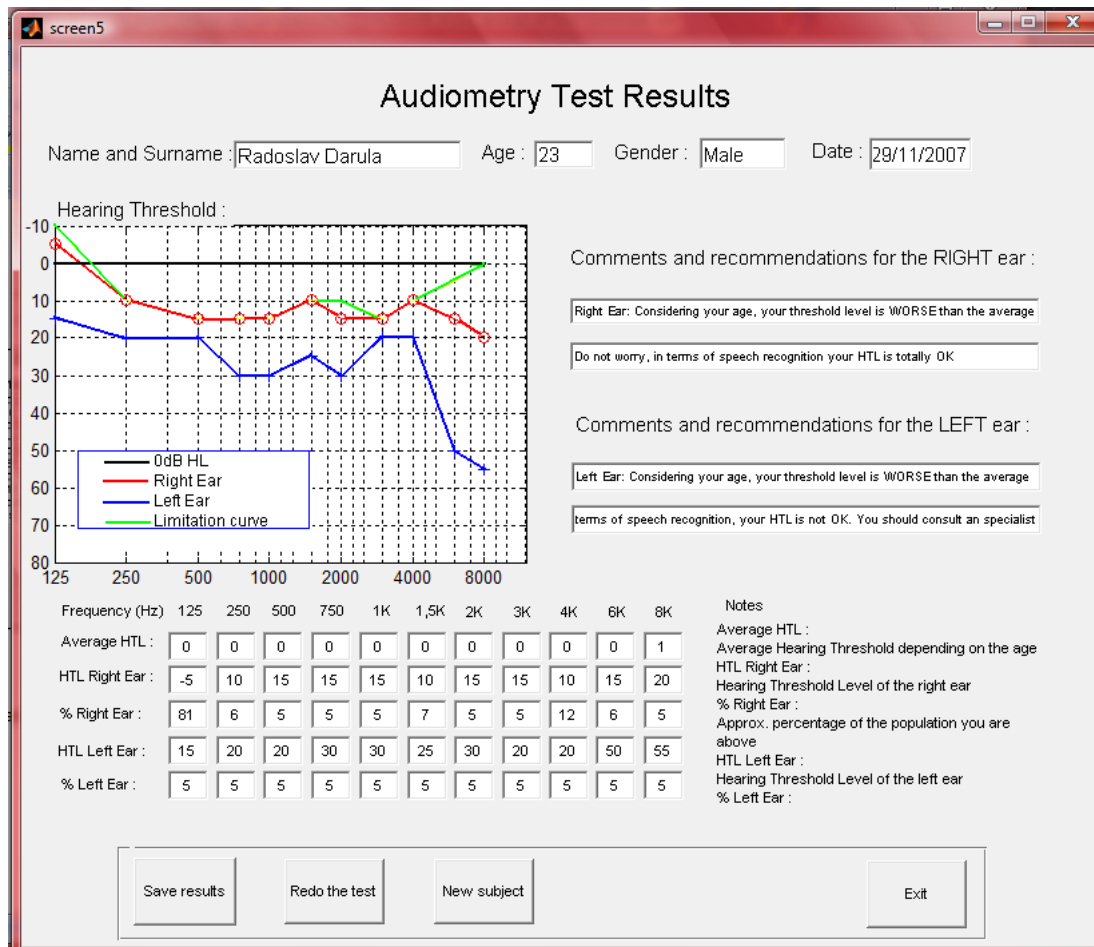 screen5
Audiometry Test Results
Name and Surname : Radoslav Darula Age : 23 Gender : Male Date : 29/11/2007
Hearing Threshold :
-10
0
10
20
30
40
50
60
70
80
125 250 500 1000 2000 4000 8000
0dB HL
Right Ear
Left Ear
Limitation curve
Comments and recommendations for the RIGHT ear :
Right Ear: Considering your age, your threshold level is WORSE than the average
Do not worry, in terms of speech recognition your HTL is totally OK
Comments and recommendations for the LEFT ear :
Left Ear: Considering your age, your threshold level is WORSE than the average
terms of speech recognition, your HTL is not OK. You should consult an specialist
Frequency (Hz) 125 250 500 750 1K 1,5K 2K 3K 4K 6K 8K
Average HTL : 0 0 0 0 0 0 0 0 0 0 1
HTL Right Ear : -5 10 15 15 15 10 15 15 10 15 20
% Right Ear : 81 6 5 5 5 7 5 5 12 6 5
HTL Left Ear : 15 20 20 30 30 25 30 20 20 50 55
% Left Ear : 5 5 5 5 5 5 5 5 5 5 5
Notes
Average HTL :
Average Hearing Threshold depending on the age
HTL Right Ear :
Hearing Threshold Level of the right ear
% Right Ear :
Approx. percentage of the population you are
above
HTL Left Ear :
Hearing Threshold Level of the left ear
% Left Ear :
Save results Redo the test New subject Exit